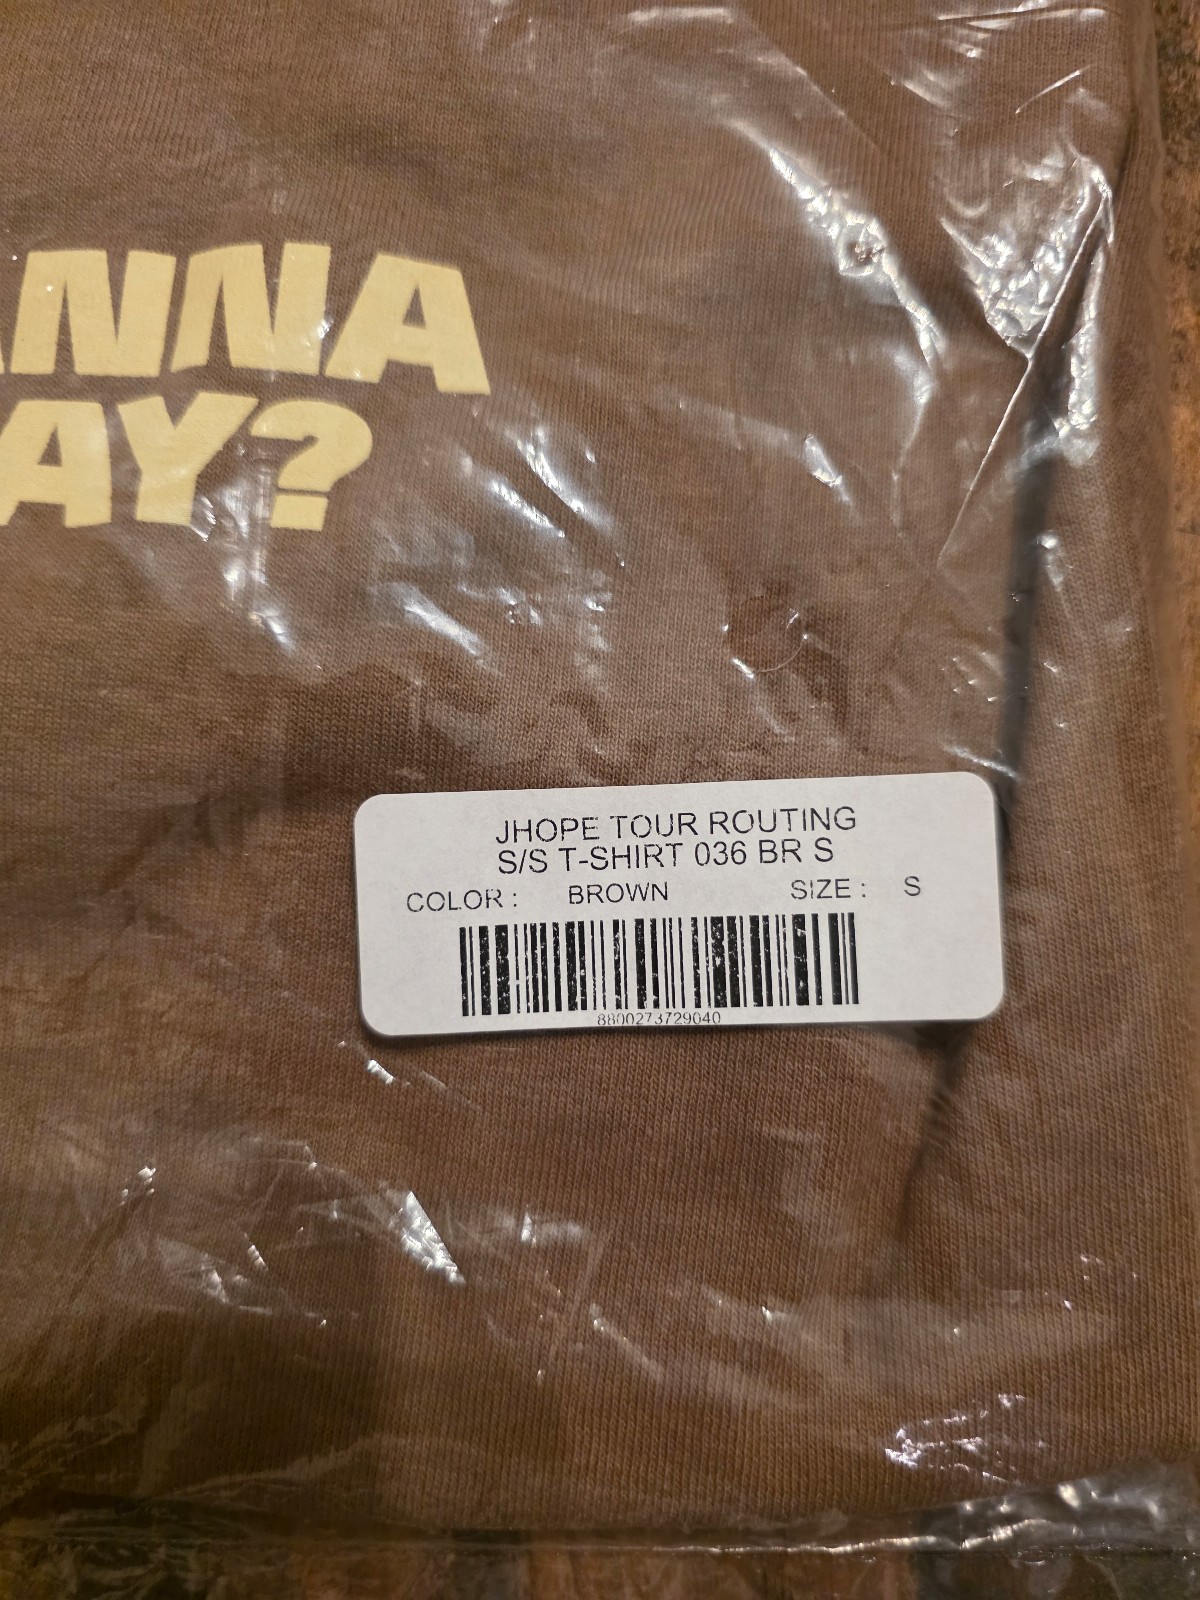 ANNA
AY?
JHOPE TOUR ROUTING
S/S T-SHIRT 036 BR S
COLOR : BROWN SIZE : S
8800273729040